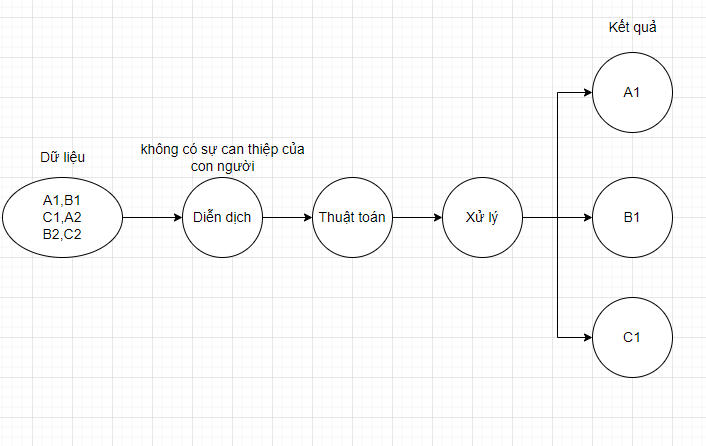 Kết quả
A1
không có sự can thiệp của
con người
Dữ liệu
A1,B1
C1,A2
B2,C2
Diễn dịch
Thuật toán
Xử lý
B1
C1